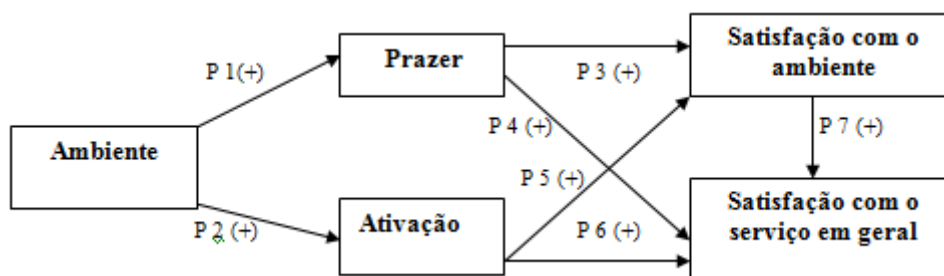 Satisfação com o
ambiente
Prazer
P 1(+)
P 3 (+)
P 4 (+)
P 7 (+)
Ambiente
P 5 (+)
Satisfação com o
serviço em geral
Ativação
P 2 (+)
P 6 (+)